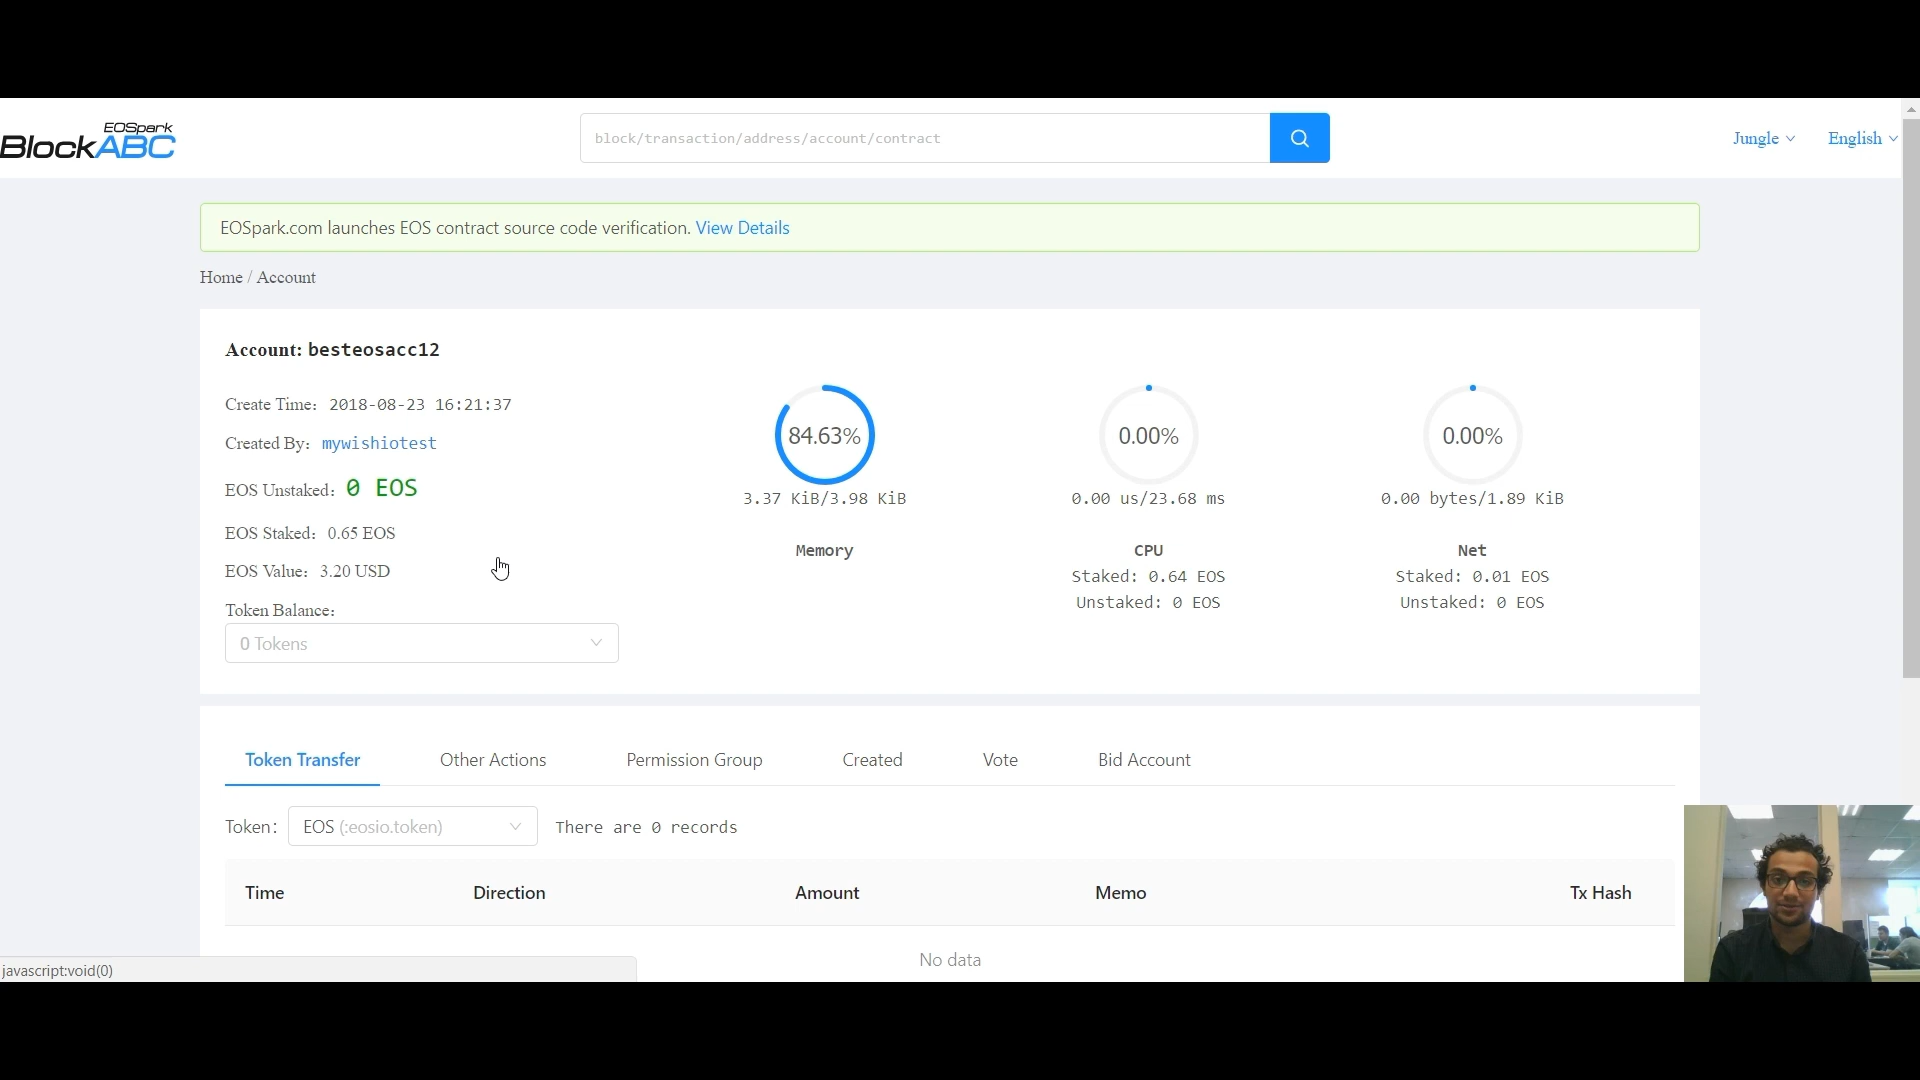 EOSpark
BlockABC
block/transaction/address/account/contract
Jungle
English
EOSpark.com launches EOS contract source code verification. View Details
Home / Account
Account: besteosacc12
Create Time: 2018-08-23 16:21:37
Created By: mywishiotest
EOS Unstaked: 0 EOS
EOS Staked: 0.65 EOS
EOS Value: 3.20 USD
Token Balance:
0 Tokens
84.63%
3.37 KiB/3.98 KiB
Memory
0.00%
0.00 us/23.68 ms
CPU
Staked: 0.64 EOS
Unstaked: 0 EOS
0.00%
0.00 bytes/1.89 KiB
Net
Staked: 0.01 EOS
Unstaked: 0 EOS
Token Transfer Other Actions Permission Group Created Vote Bid Account
Token: EOS (:eosio.token) There are 0 records
Time Direction Amount Memo Tx Hash
No data
javascript:void(0)